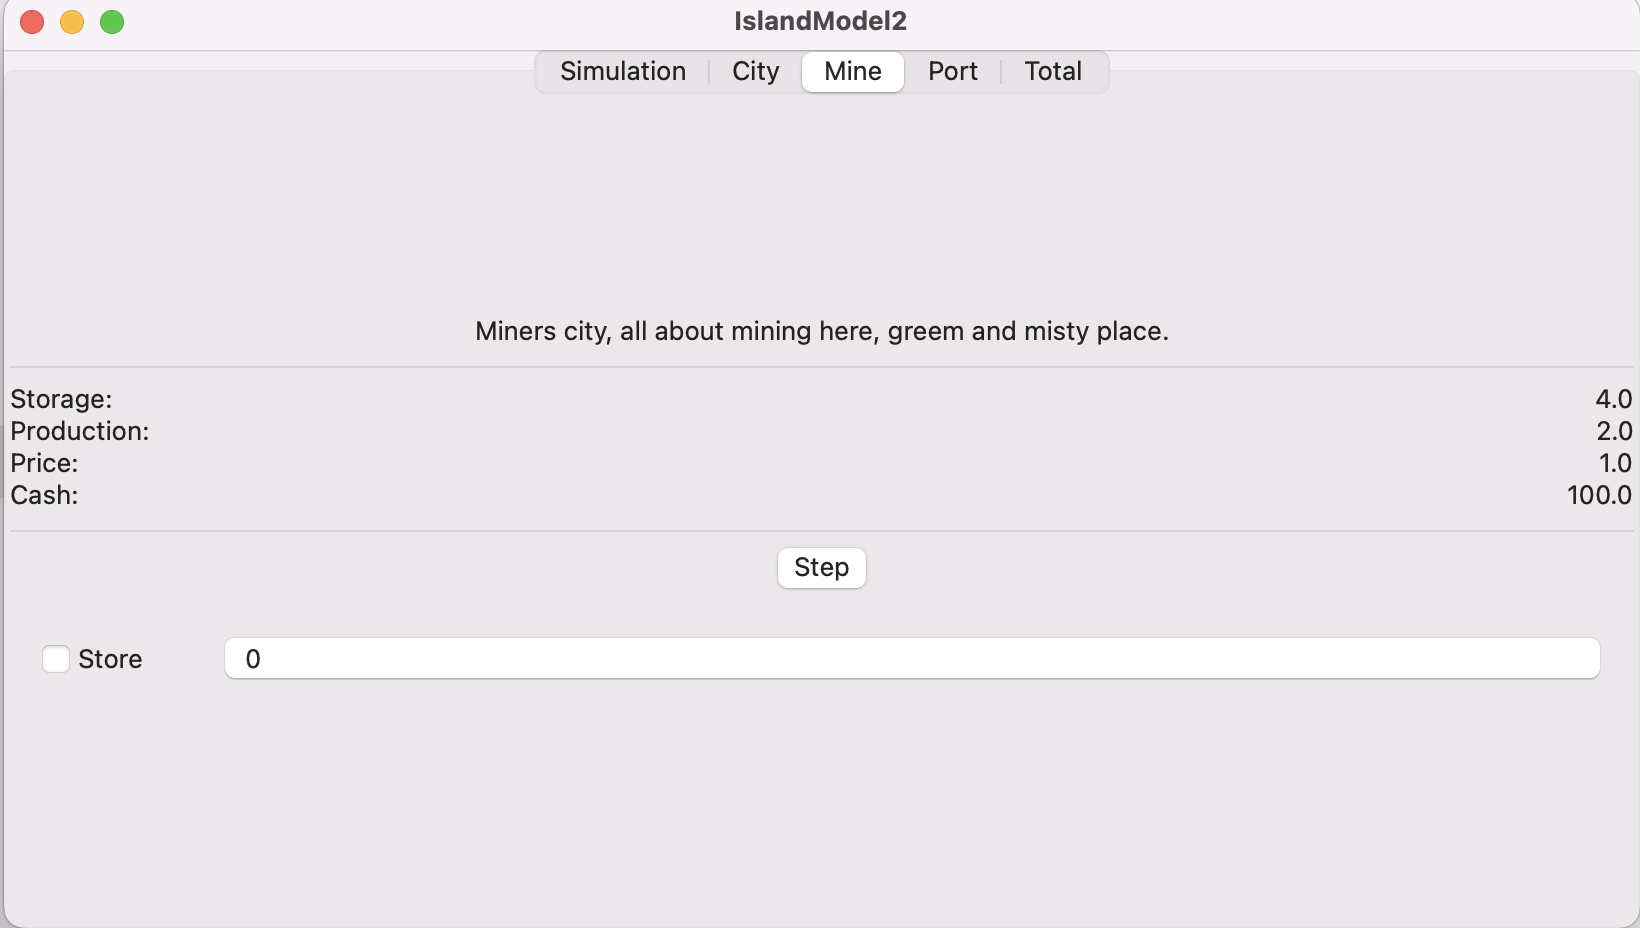 IslandModel2
Simulation City Mine Port Total
Miners city, all about mining here, greem and misty place.
Storage: 4.0
Production: 2.0
Price: 1.0
Cash: 100.0
Step
Store 0